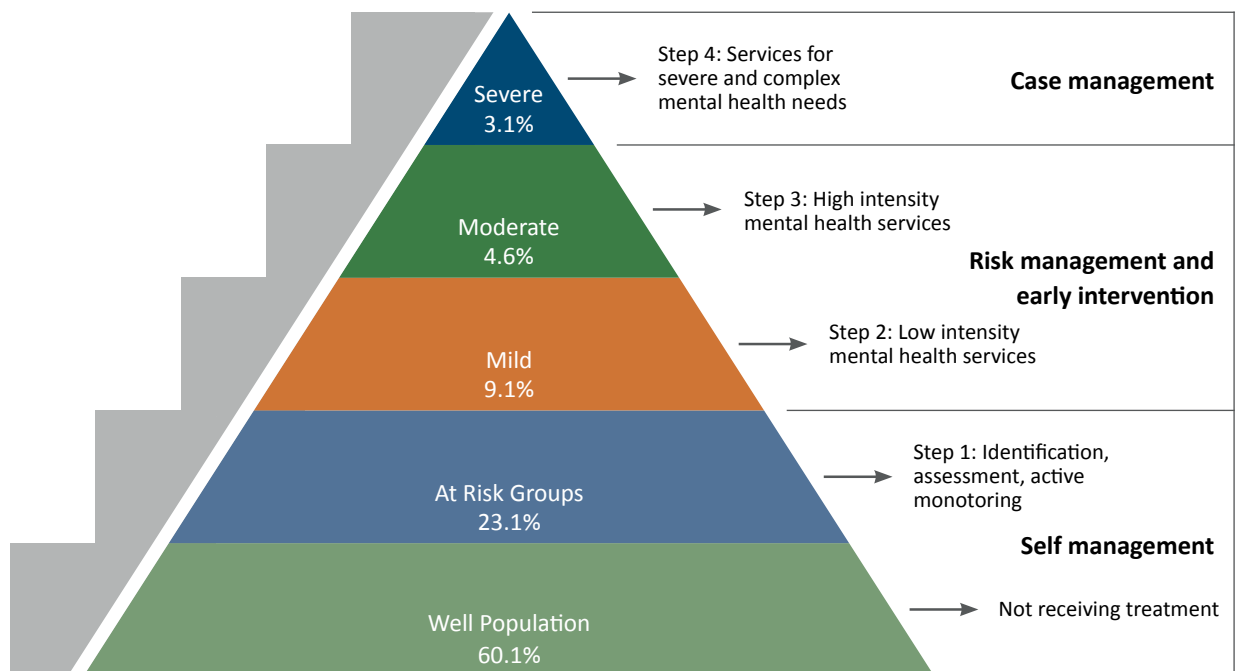 Severe
3.1%
Step 4: Services for
severe and complex
mental health needs
Case management
Moderate
4.6%
Step 3: High intensity
mental health services
Risk management and
early intervention
Mild
9.1%
Step 2: Low intensity
mental health services
At Risk Groups
23.1%
Step 1: Identification,
assessment, active
monotoring
Self management
Well Population
60.1%
Not receiving treatment